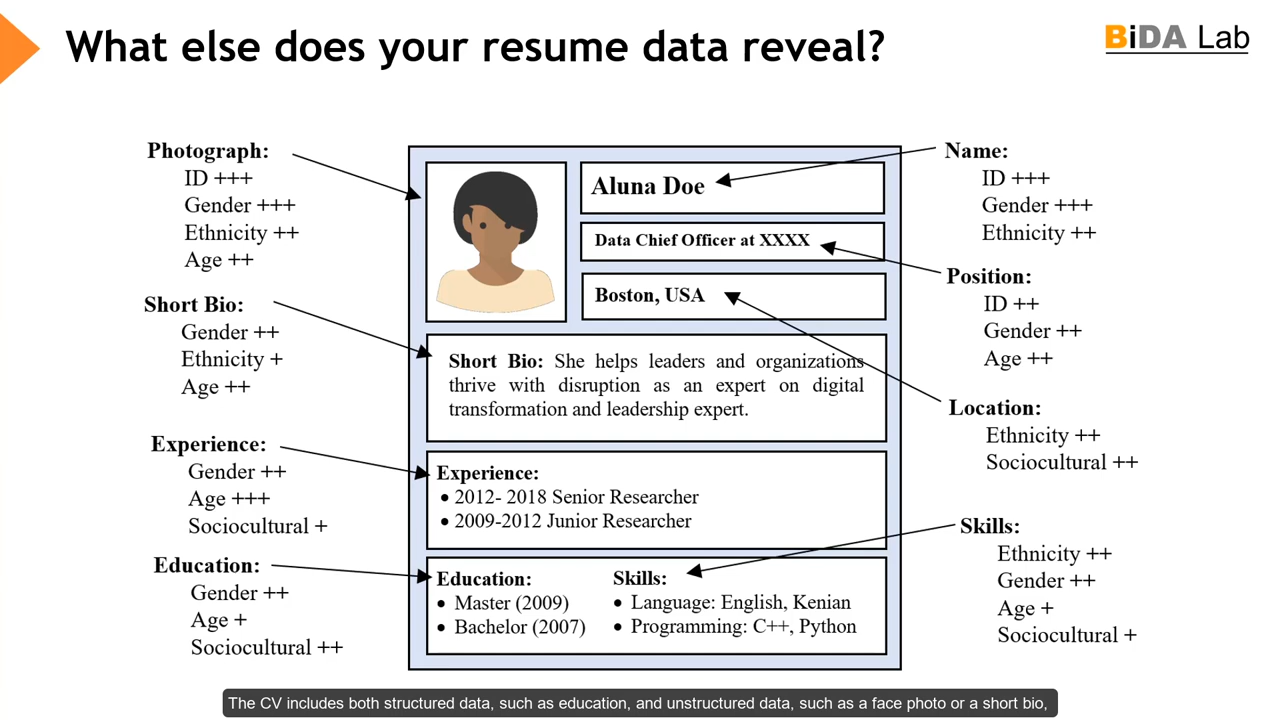 What else does your resume data reveal?
BiDA Lab
Photograph:
ID +++
Gender +++
Ethnicity ++
Age ++
Short Bio:
Gender ++
Ethnicity +
Age ++
Experience:
Gender ++
Age +++
Sociocultural +
Education:
Gender ++
Age +
Sociocultural ++
Aluna Doe
Data Chief Officer at XXXX
Boston, USA
Short Bio: She helps leaders and organizations
thrive with disruption as an expert on digital
transformation and leadership expert.
Experience:
• 2012- 2018 Senior Researcher
• 2009-2012 Junior Researcher
Education:
• Master (2009)
• Bachelor (2007)
Skills:
• Language: English, Kenian
• Programming: C++, Python
Name:
ID +++
Gender +++
Ethnicity ++
Position:
ID ++
Gender ++
Age ++
Location:
Ethnicity ++
Sociocultural ++
Skills:
Ethnicity ++
Gender ++
Age +
Sociocultural +
The CV includes both structured data, such as education, and unstructured data, such as a face photo or a short bio,